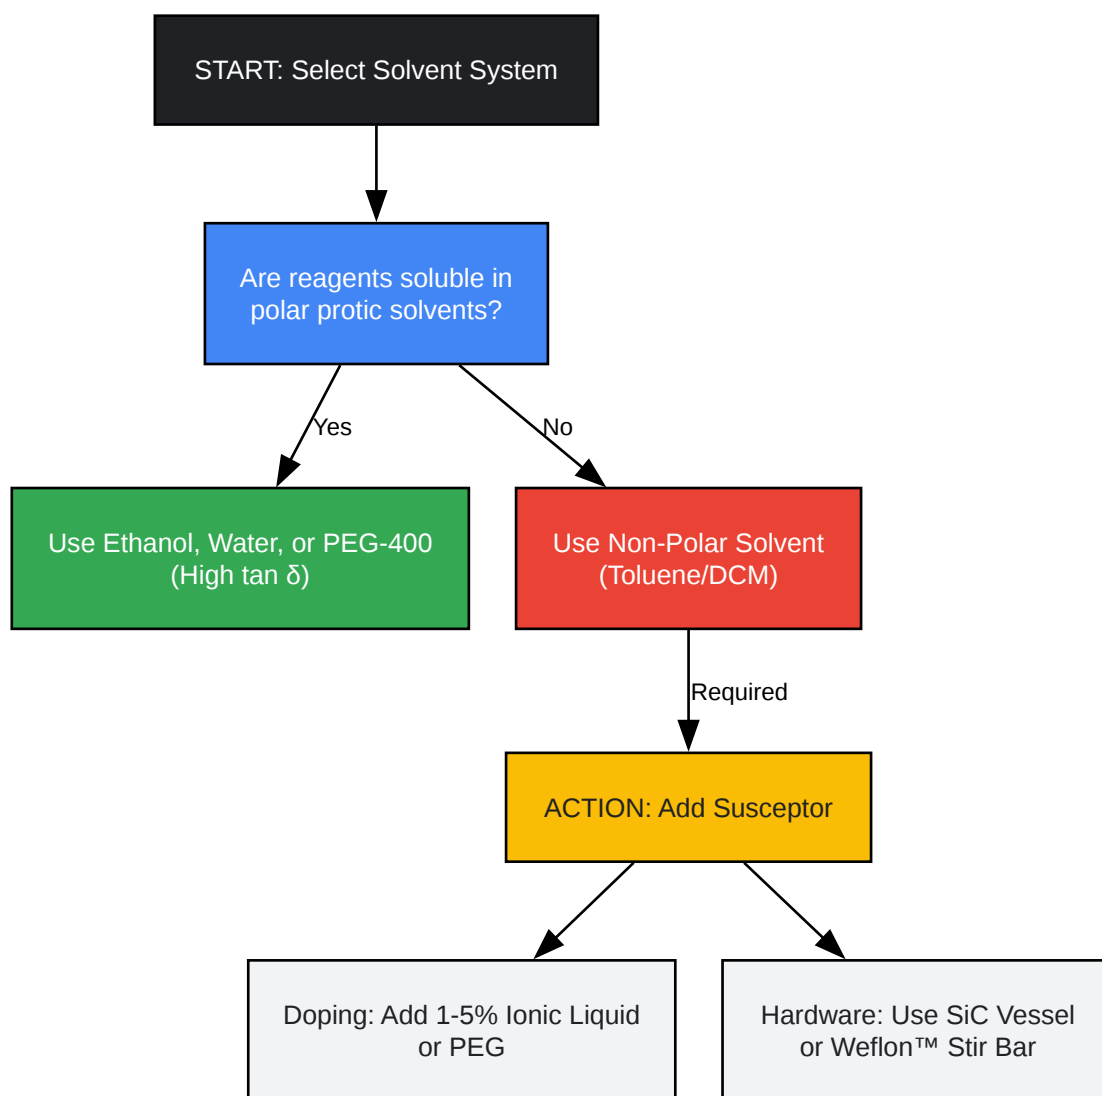 START: Select Solvent System
Are reagents soluble in
polar protic solvents?
Yes
No
Use Ethanol, Water, or PEG-400
(High tan δ)
Use Non-Polar Solvent
(Toluene/DCM)
Required
ACTION: Add Susceptor
Doping: Add 1-5% Ionic Liquid
or PEG
Hardware: Use SiC Vessel
or Weflon™ Stir Bar